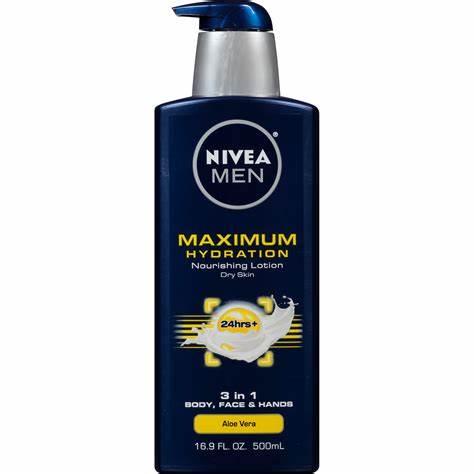 NIVEA
MEN
®
MAXIMUM
HYDRATION
Nourishing Lotion
Dry Skin
24hrs+
3 in 1
BODY, FACE & HANDS
Aloe Vera
16.9 FL. OZ. 500mL